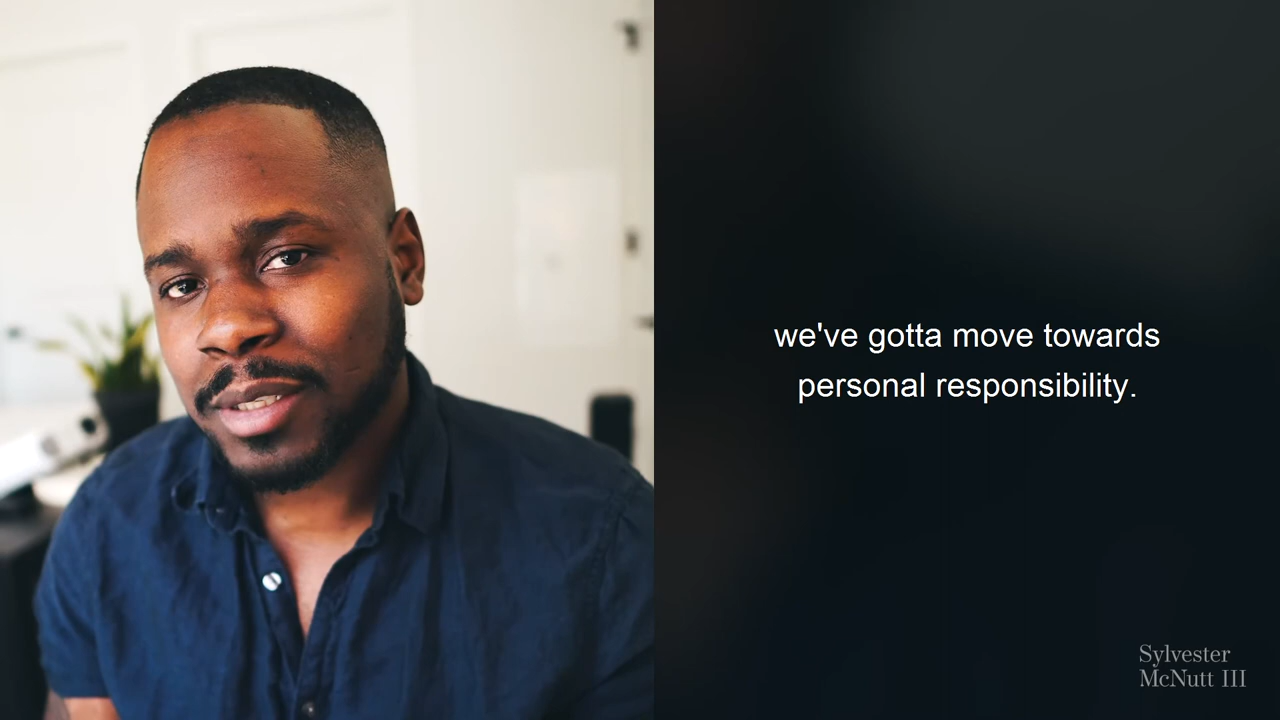 we've gotta move towards
personal responsibility.
Sylvester
McNutt III